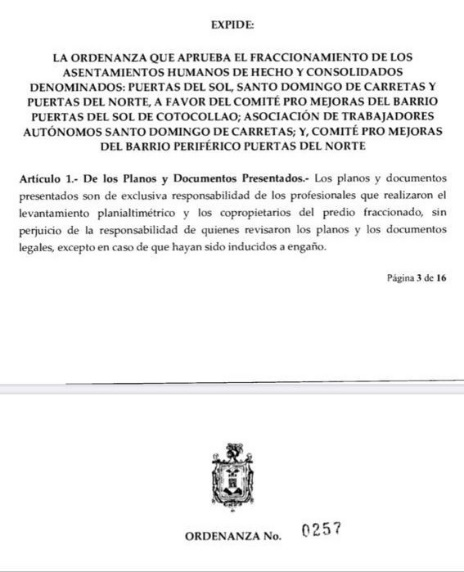 EXPIDE:
LA ORDENANZA QUE APRUEBA EL FRACCIONAMIENTO DE LOS
ASENTAMIENTOS HUMANOS DE HECHO Y CONSOLIDADOS
DENOMINADOS: PUERTAS DEL SOL, SANTO DOMINGO DE CARRETAS Y
PUERTAS DEL NORTE, A FAVOR DEL COMITÉ PRO MEJORAS DEL BARRIO
PUERTAS DEL SOL DE COTOCOLLAO; ASOCIACIÓN DE TRABAJADORES
AUTÓNOMOS SANTO DOMINGO DE CARRETAS; Y, COMITÉ PRO MEJORAS
DEL BARRIO PERIFÉRICO PUERTAS DEL NORTE
Artículo 1.- De los Planos y Documentos Presentados.- Los planos y documentos
presentados son de exclusiva responsabilidad de los profesionales que realizaron el
levantamiento planialtimétrico y los copropietarios del predio fraccionado, sin
perjuicio de la responsabilidad de quienes revisaron los planos y los documentos
legales, excepto en caso de que hayan sido inducidos a engaño.
Página 3 de 16
ORDENANZA No. 0257